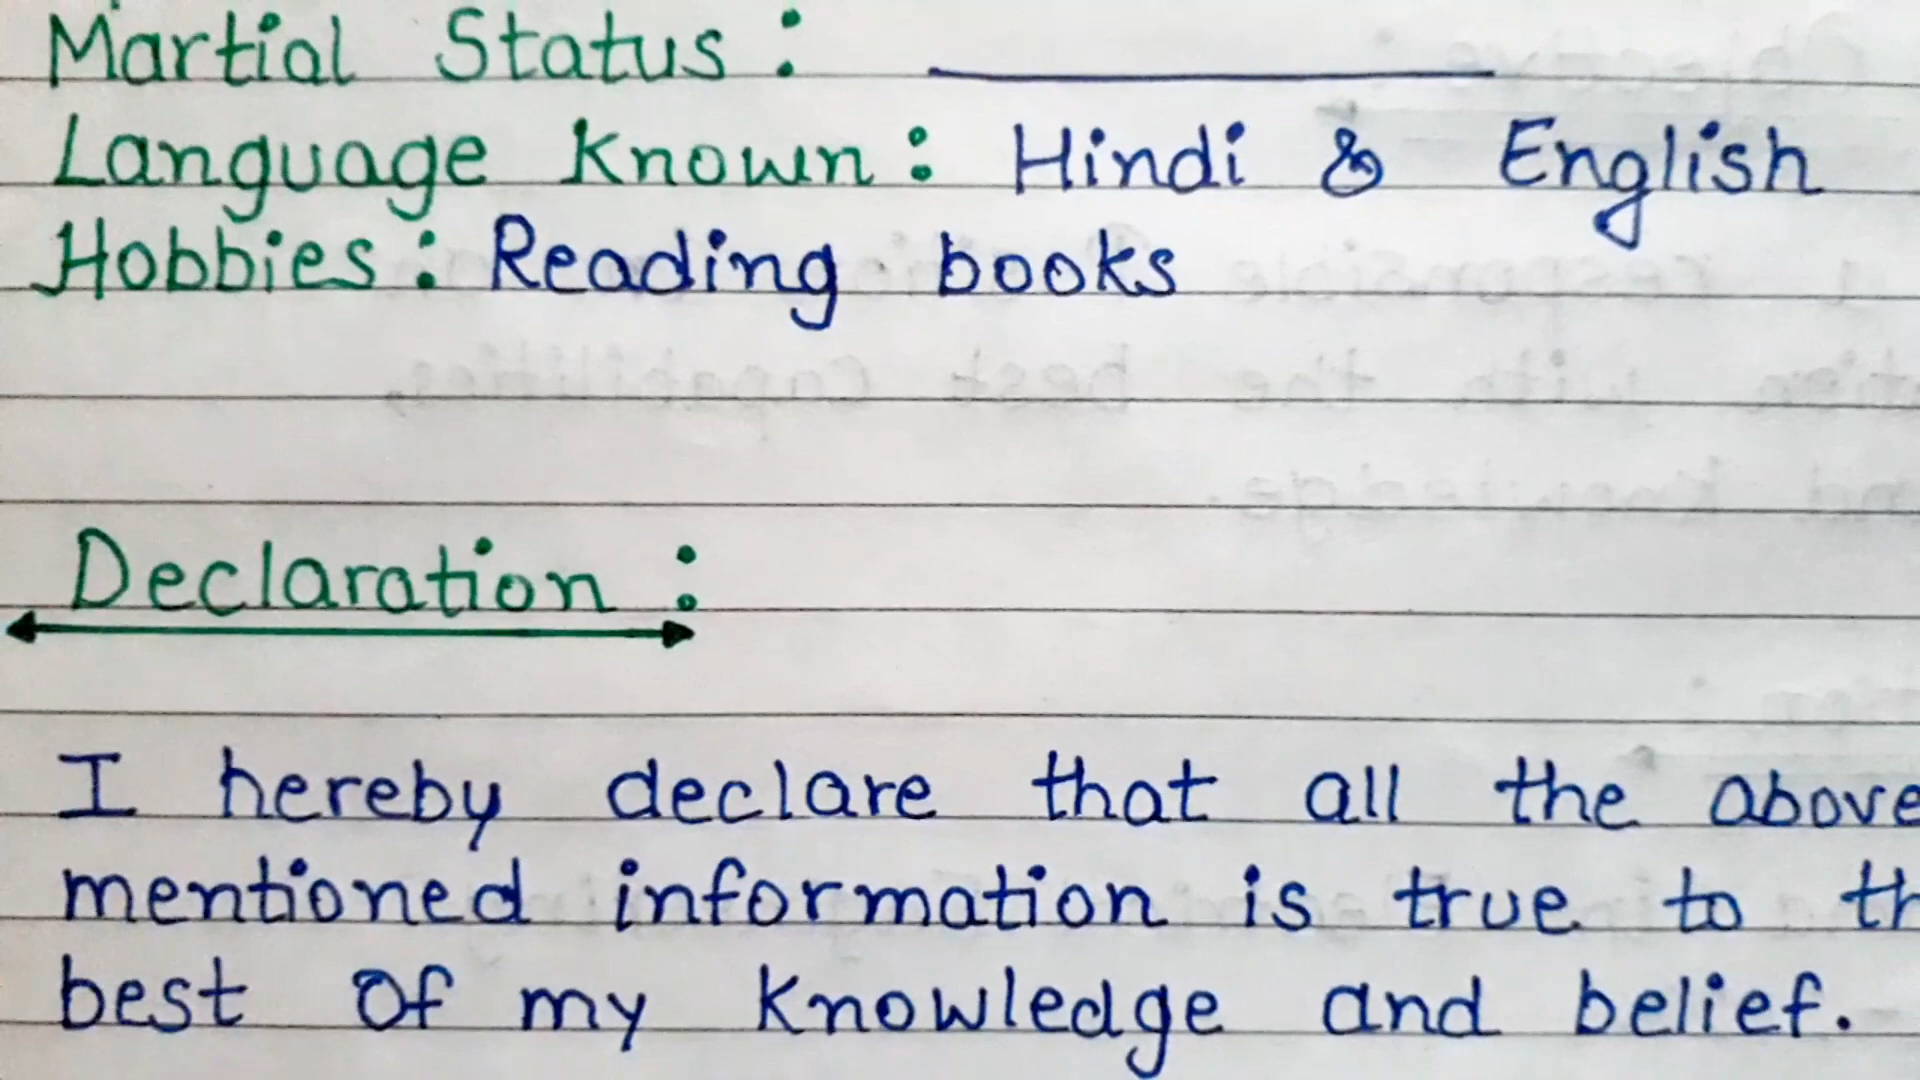 Martial Status :
Language Known : Hindi & English
Hobbies : Reading books
Declaration :
I hereby declare that all the above
mentioned information is true to th
best of my knowledge and belief.